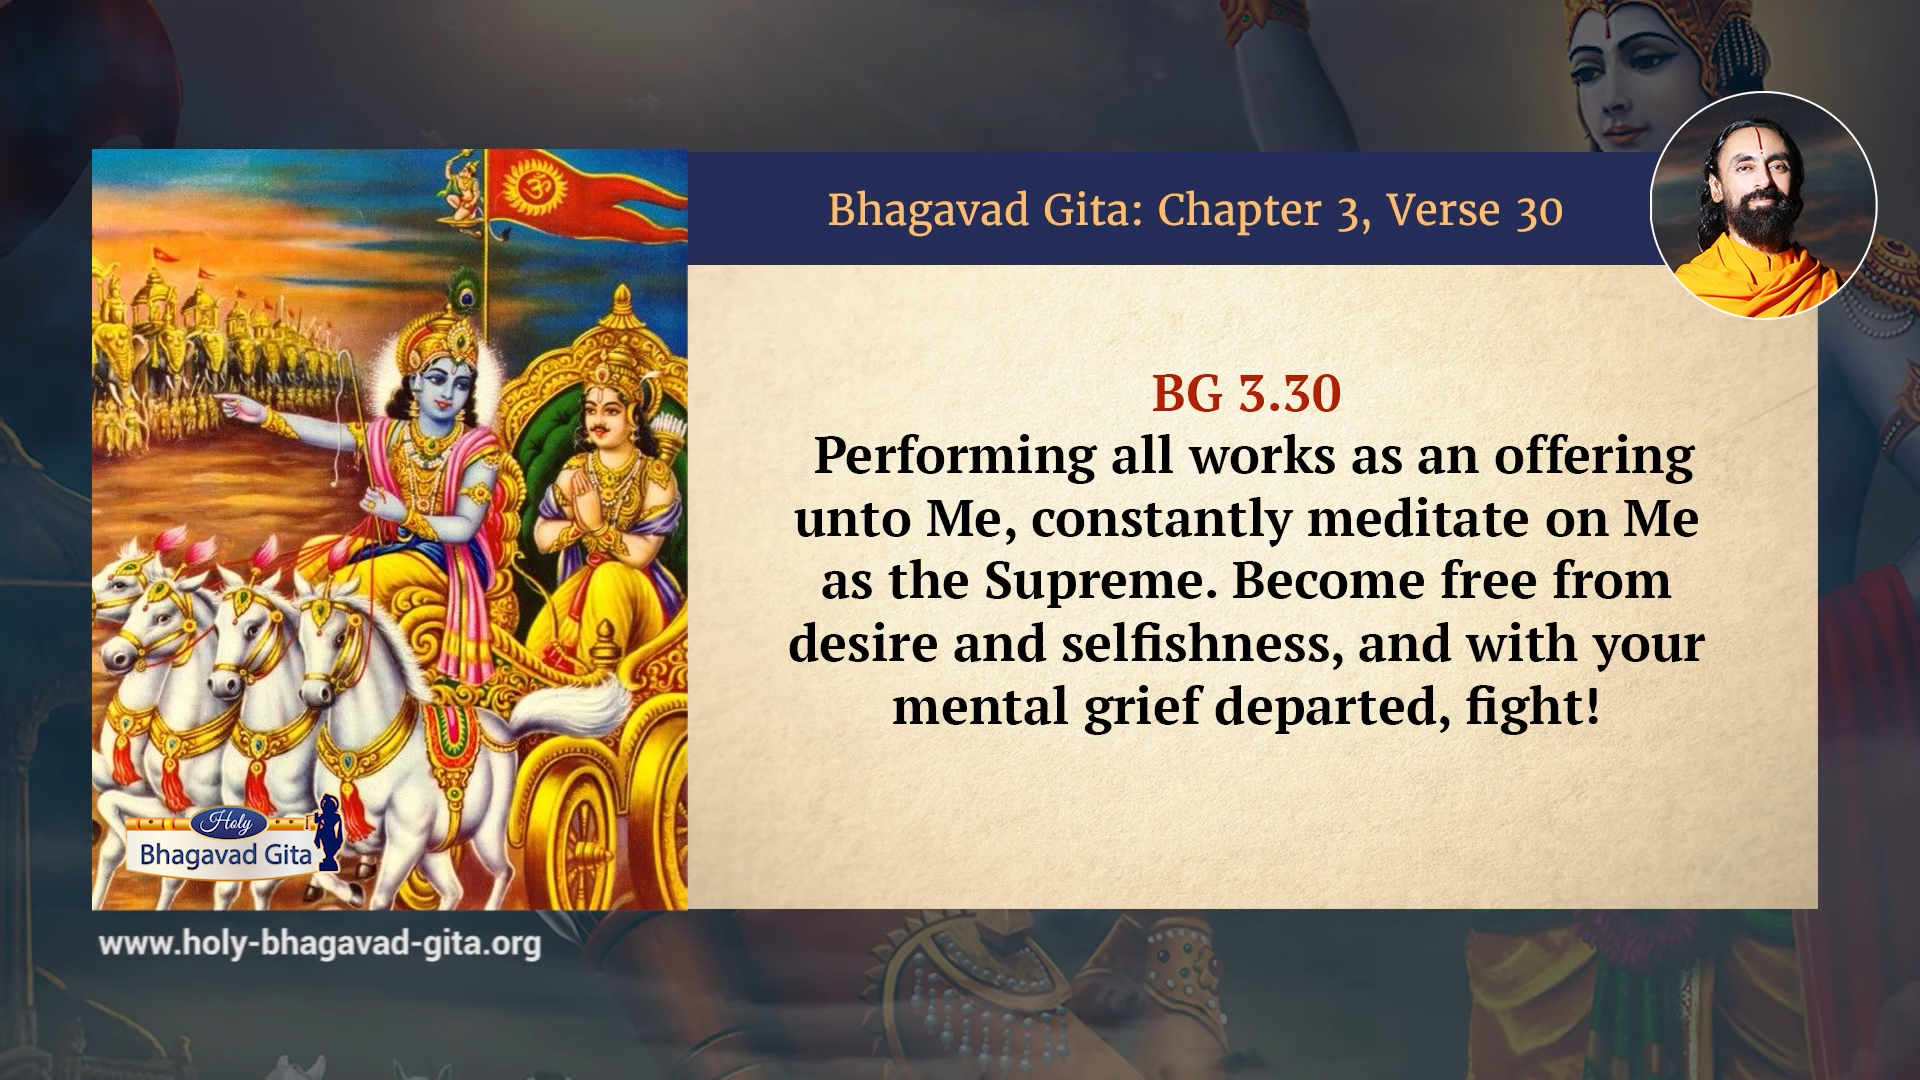 Bhagavad Gita: Chapter 3, Verse 30
ॐ
BG 3.30
Performing all works as an offering
unto Me, constantly meditate on Me
as the Supreme. Become free from
desire and selfishness, and with your
mental grief departed, fight!
Holy
Bhagavad Gita
www.holy-bhagavad-gita.org